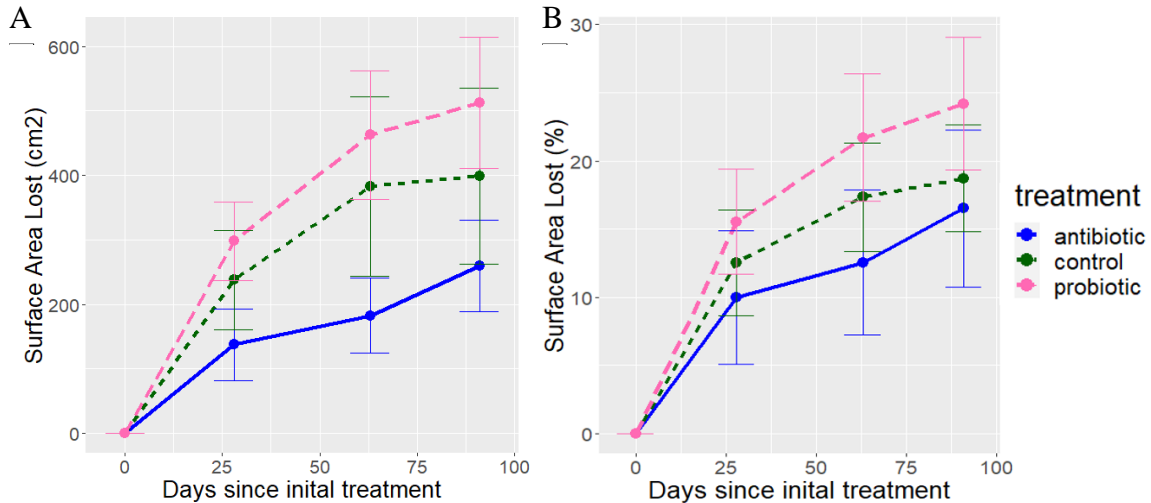 A
Surface Area Lost (cm2)
600
400
200
0
0 25 50 75 100
Days since inital treatment
B
Surface Area Lost (%)
30
20
10
0
0 25 50 75 100
Days since inital treatment
treatment
antibiotic
control
probiotic